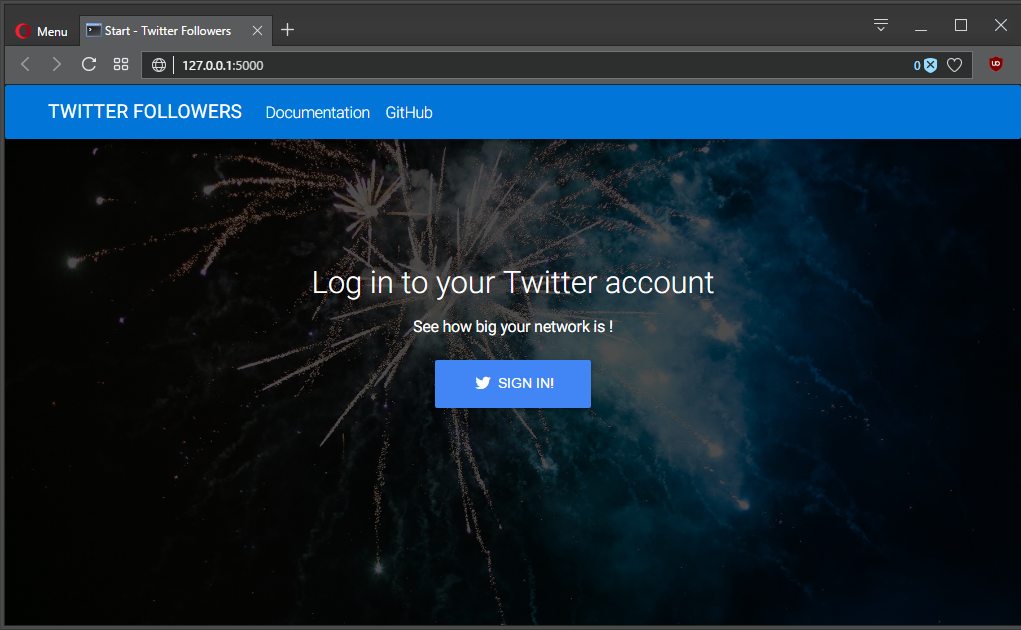 Menu
Start - Twitter Followers
127.0.0.1:5000
0
TWITTER FOLLOWERS Documentation GitHub
Log in to your Twitter account
See how big your network is !
SIGN IN!